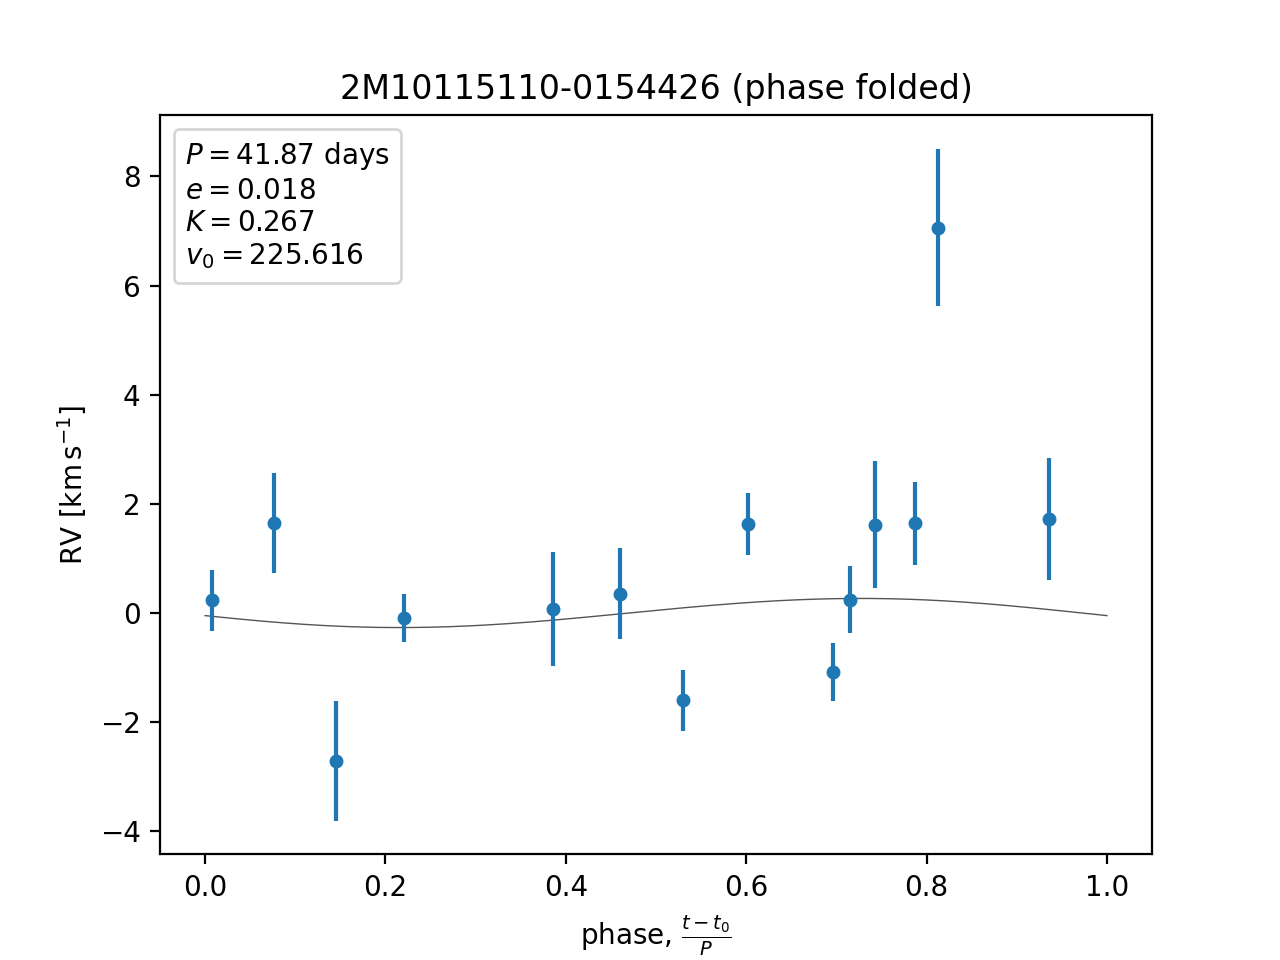 2M10115110-0154426 (phase folded)
P = 41.87 days
e = 0.018
K = 0.267
v₀ = 225.616
8
6
4
2
0
−2
−4
RV [km s⁻¹]
0.0 0.2 0.4 0.6 0.8 1.0
phase, (t − t₀)/P